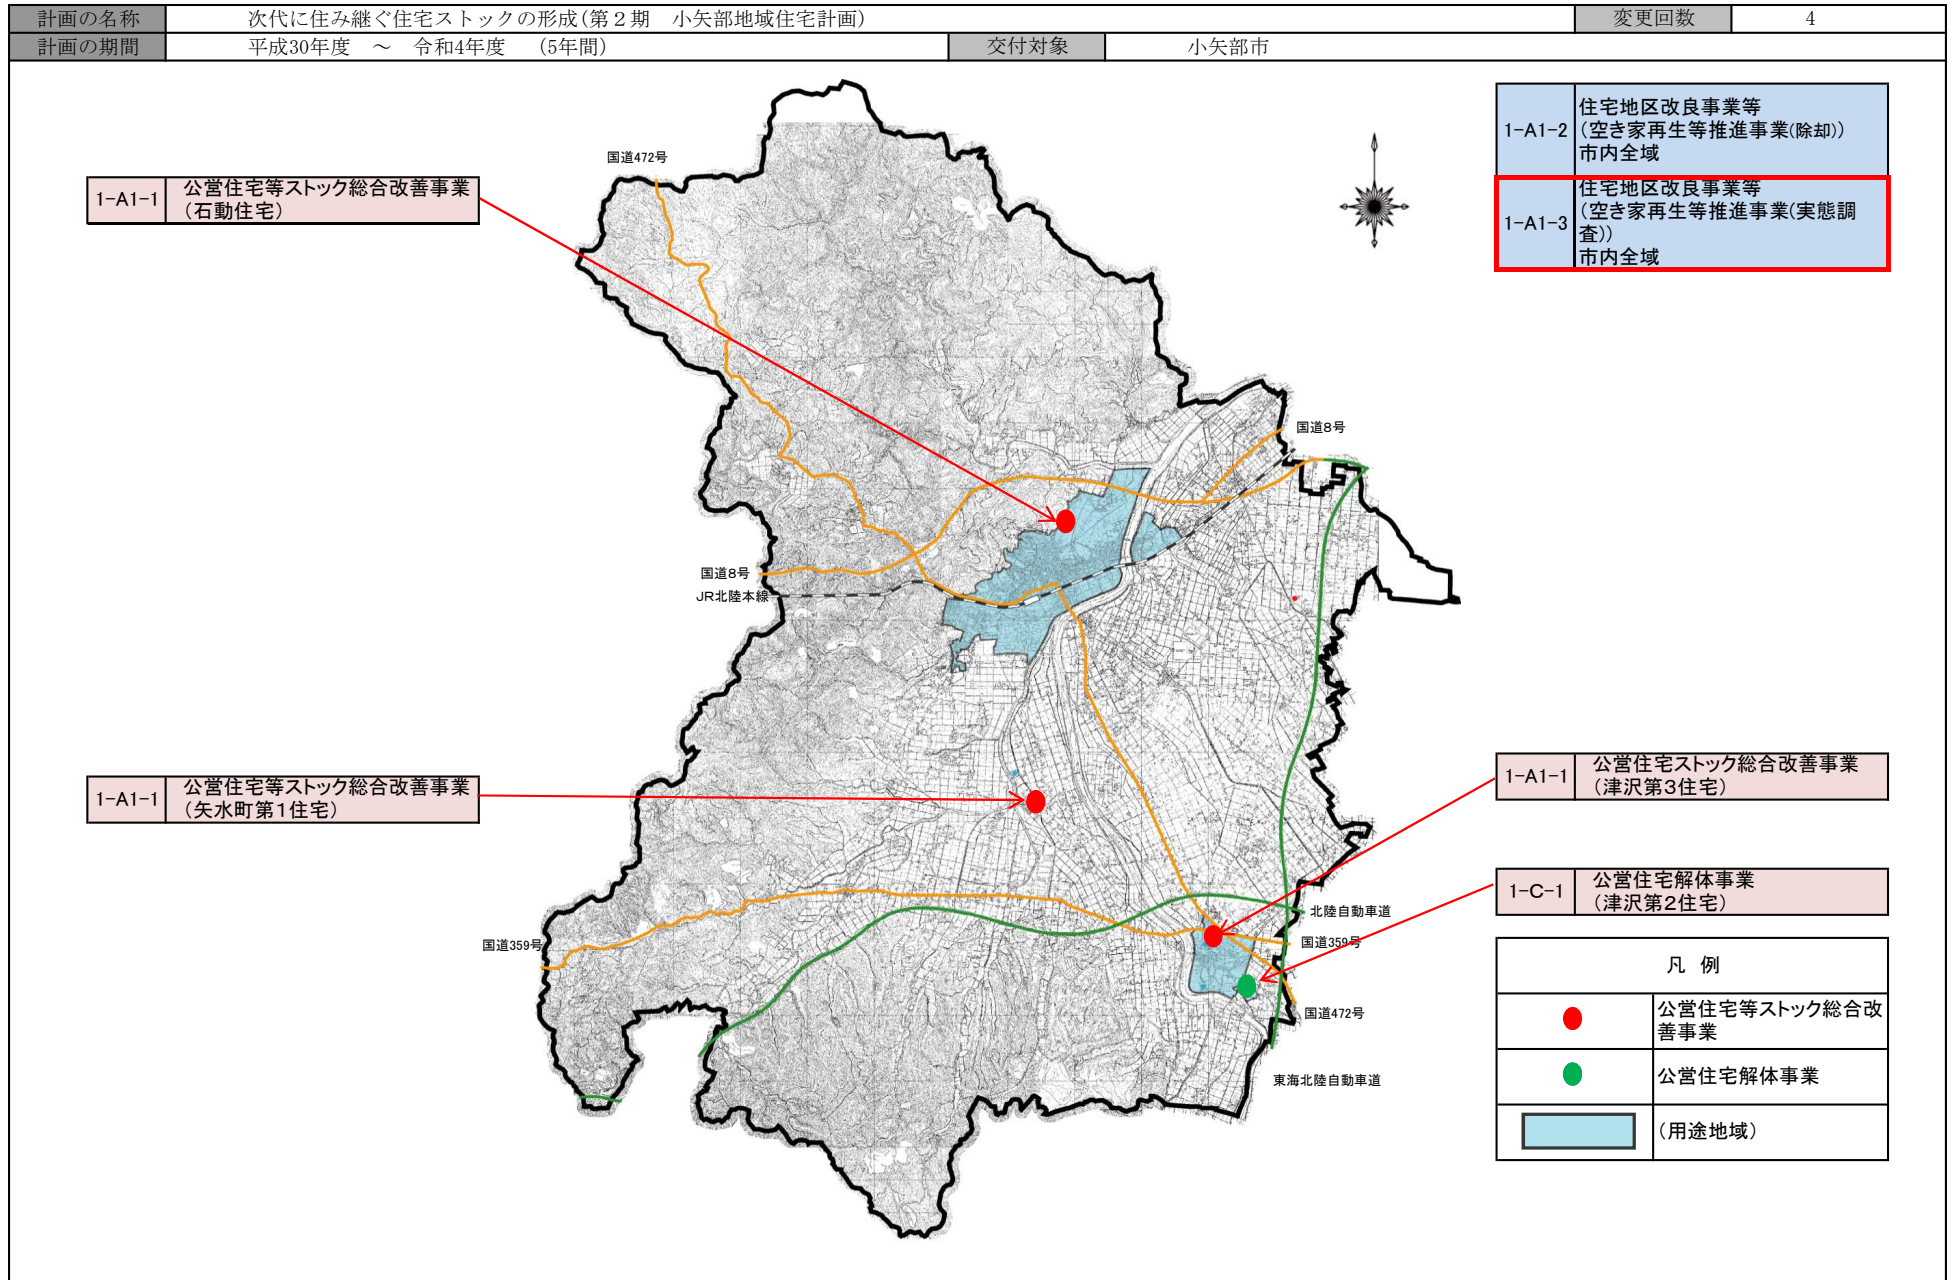 計画の名称 次代に住み継ぐ住宅ストックの形成(第２期　小矢部地域住宅計画) 変更回数 4
計画の期間 平成30年度　～　令和4年度　（5年間） 交付対象 小矢部市
1-A1-2
住宅地区改良事業等
（空き家再生等推進事業(除却)）
市内全域
1-A1-3
住宅地区改良事業等
（空き家再生等推進事業(実態調
査)）
市内全域
国道472号
1-A1-1
公営住宅等ストック総合改善事業
（石動住宅）
国道8号
国道8号
JR北陸本線
1-A1-1
公営住宅等ストック総合改善事業
（矢水町第１住宅）
1-A1-1
公営住宅ストック総合改善事業
（津沢第3住宅）
1-C-1
公営住宅解体事業
（津沢第２住宅）
北陸自動車道
国道359号
国道359号
国道472号
東海北陸自動車道
凡 例
公営住宅等ストック総合改
善事業
公営住宅解体事業
（用途地域）